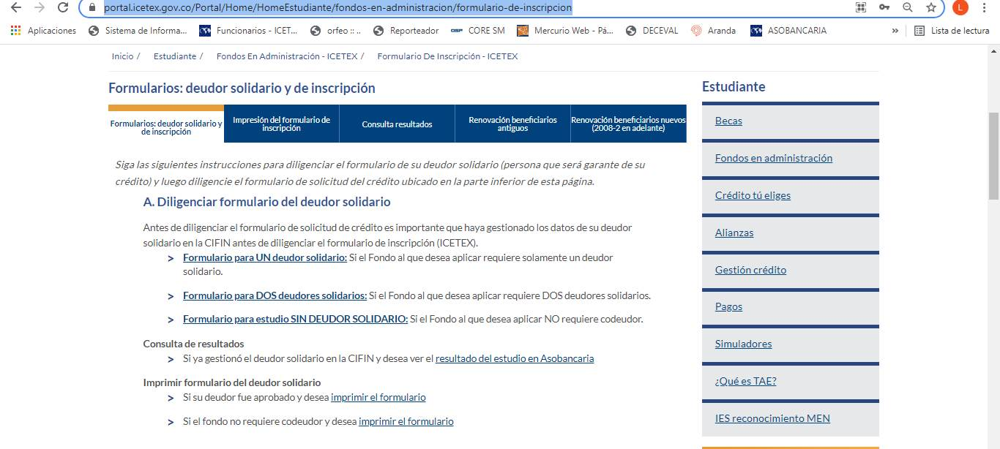 portal.icetex.gov.co/Portal/Home/HomeEstudiante/fondos-en-administracion/formulario-de-inscripcion
L
Aplicaciones
Sistema de Informa...
Funcionarios - ICET...
orfeo :: ..
Reporteador
CORE SM
Mercurio Web - Pá...
DECEVAL
Aranda
ASOBANCARIA
»
Lista de lectura
Inicio / Estudiante / Fondos En Administración - ICETEX / Formulario De Inscripción - ICETEX
Formularios: deudor solidario y de inscripción
Formularios: deudor solidario y
de inscripción
Impresión del formulario de
inscripción
Consulta resultados
Renovación beneficiarios
antiguos
Renovación beneficiarios nuevos
(2008-2 en adelante)
Siga las siguientes instrucciones para diligenciar el formulario de su deudor solidario (persona que será garante de su
crédito) y luego diligencie el formulario de solicitud del crédito ubicado en la parte inferior de esta página.
A. Diligenciar formulario del deudor solidario
Antes de diligenciar el formulario de solicitud de crédito es importante que haya gestionado los datos de su deudor
solidario en la CIFIN antes de diligenciar el formulario de inscripción (ICETEX).
> Formulario para UN deudor solidario: Si el Fondo al que desea aplicar requiere solamente un deudor
solidario.
> Formulario para DOS deudores solidarios: Si el Fondo al que desea aplicar requiere DOS deudores solidarios.
> Formulario para estudio SIN DEUDOR SOLIDARIO: Si el Fondo al que desea aplicar NO requiere codeudor.
Consulta de resultados
> Si ya gestionó el deudor solidario en la CIFIN y desea ver el resultado del estudio en Asobancaria
Imprimir formulario del deudor solidario
> Si su deudor fue aprobado y desea imprimir el formulario
> Si el fondo no requiere codeudor y desea imprimir el formulario
Estudiante
Becas
Fondos en administración
Crédito tú eliges
Alianzas
Gestión crédito
Pagos
Simuladores
¿Qué es TAE?
IES reconocimiento MEN